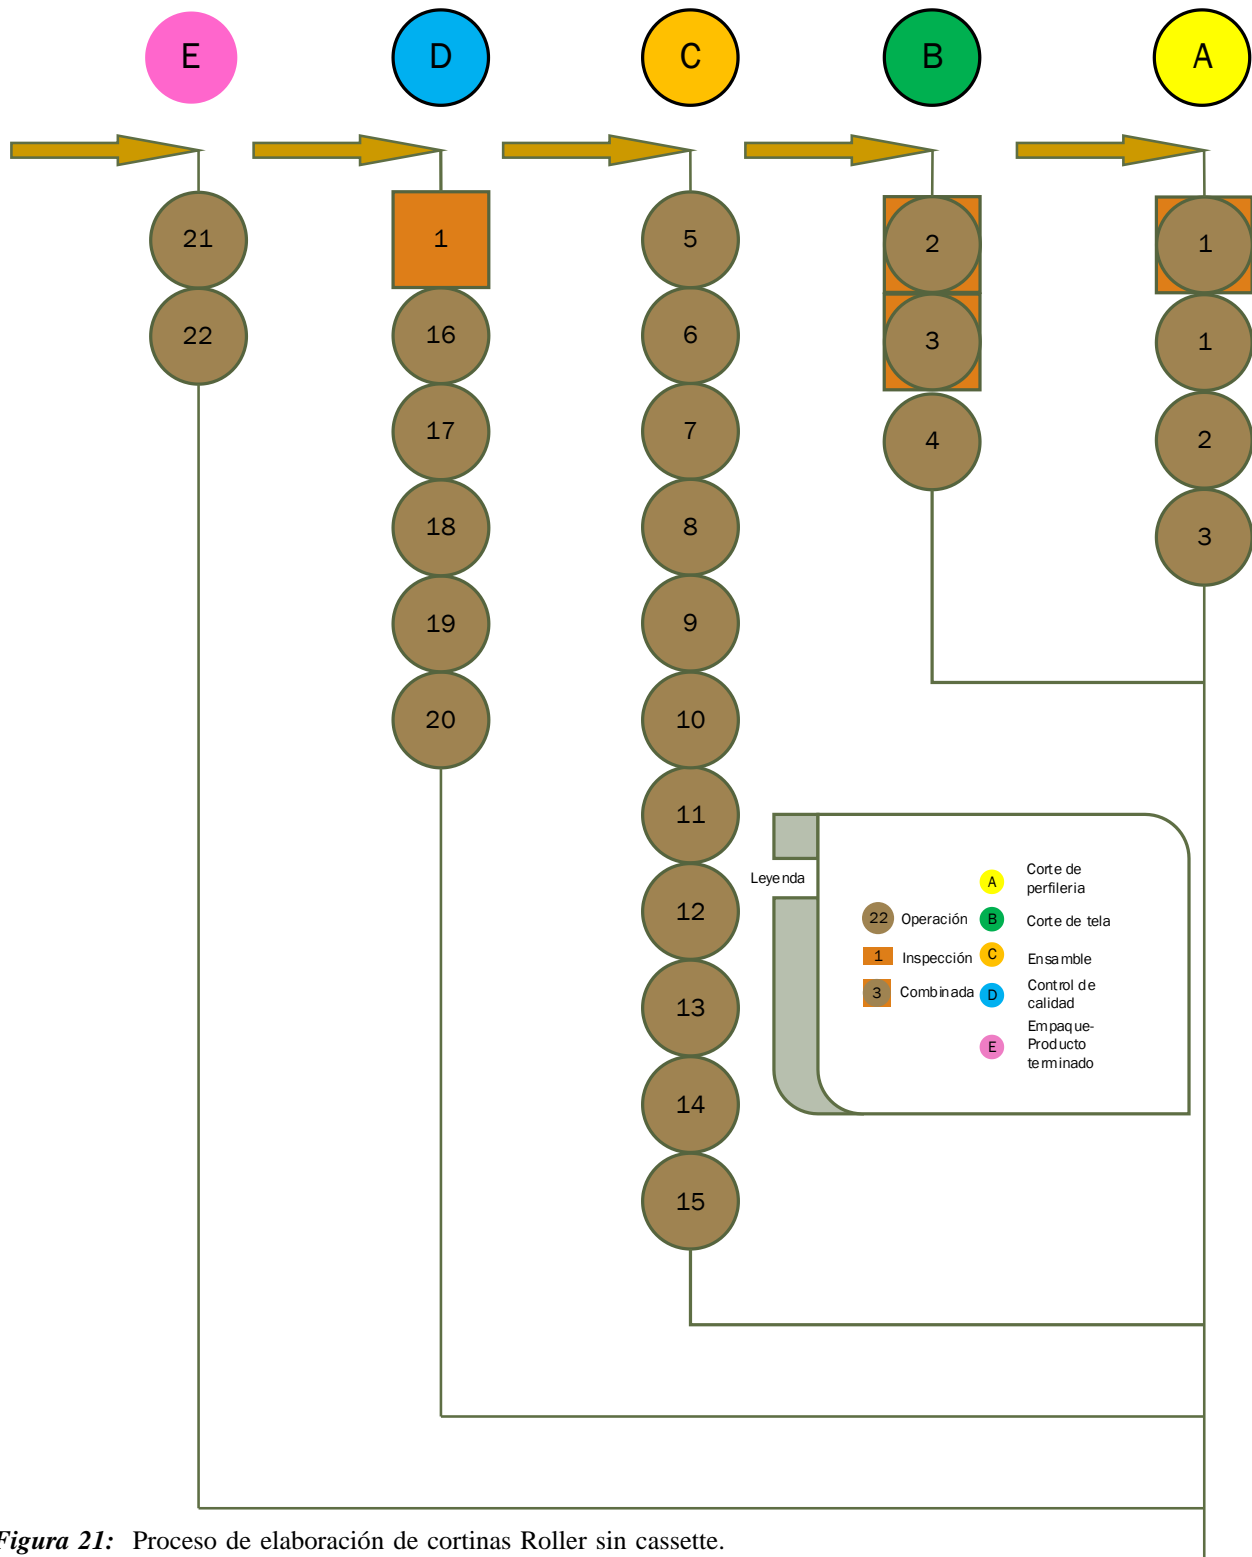 E D C B A
21 1 5 2 1
22 16 6 3 1
17 7 4 2
18 8 3
19 9
20 10
11
12
13
14
15
Leyenda
22 Operación
1 Inspección
3 Combinada
A Corte de
perfileria
B Corte de tela
C Ensamble
D Control de
calidad
E Empaque-
Producto
terminado
Figura 21: Proceso de elaboración de cortinas Roller sin cassette.